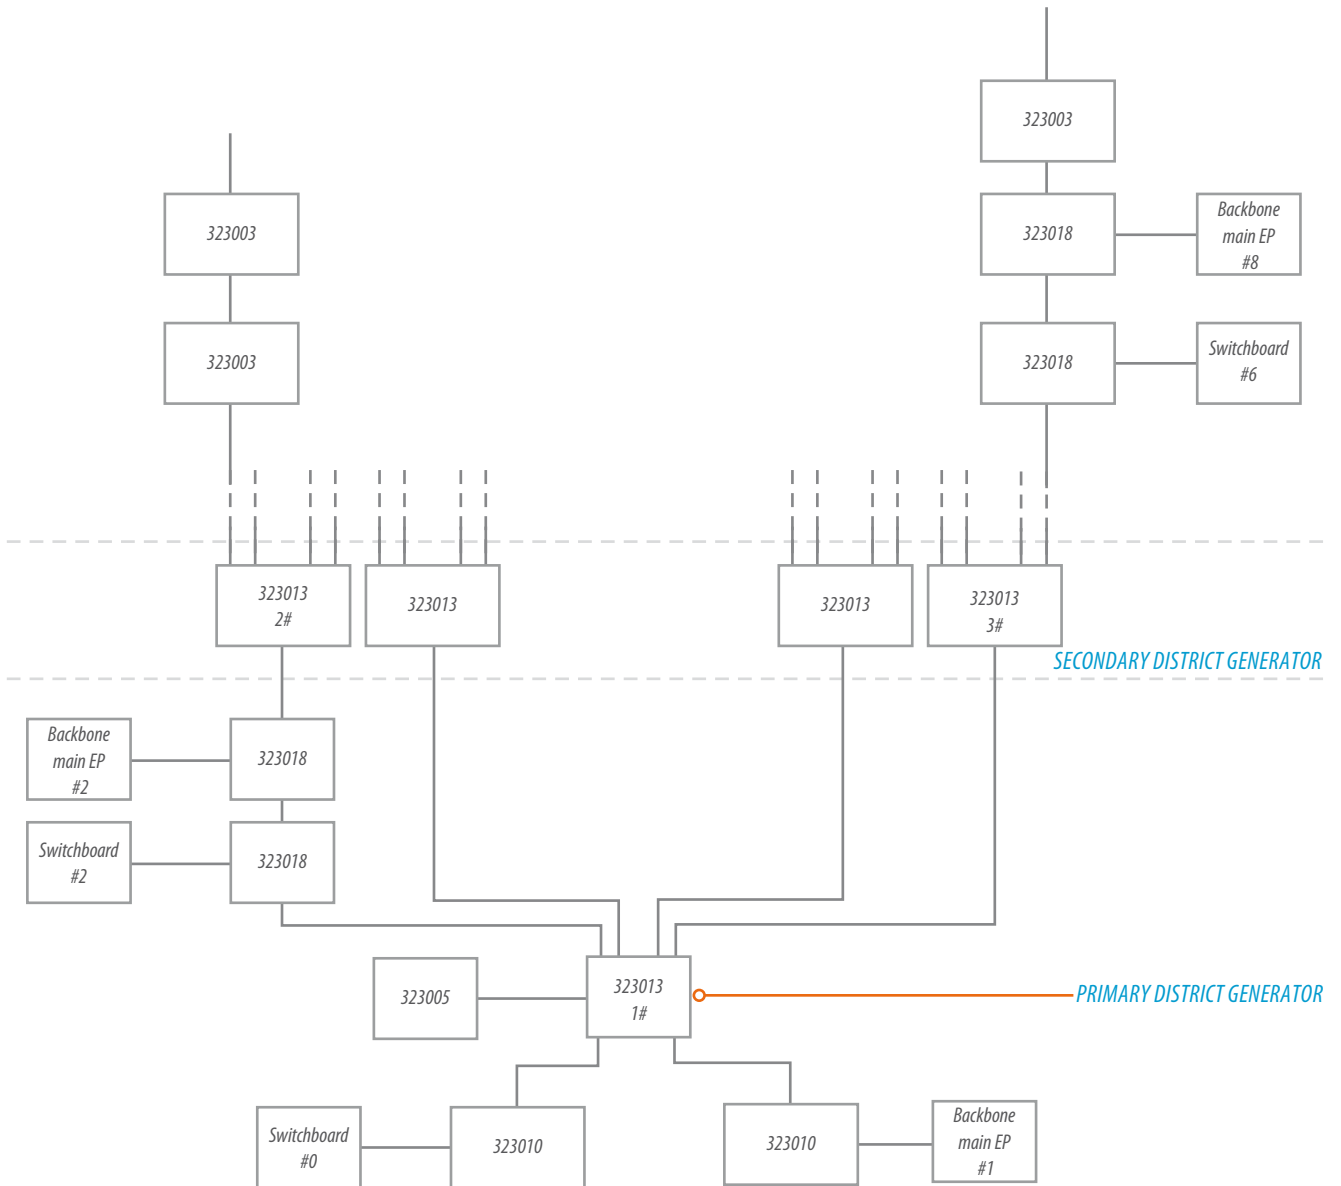 323003
323003
323018
Backbone
main EP
#8
323003
323018
Switchboard
#6
323013
2#
323013
323013
323013
3#
SECONDARY DISTRICT GENERATOR
Backbone
main EP
#2
323018
Switchboard
#2
323018
323005
323013
1#
PRIMARY DISTRICT GENERATOR
Switchboard
#0
323010
323010
Backbone
main EP
#1